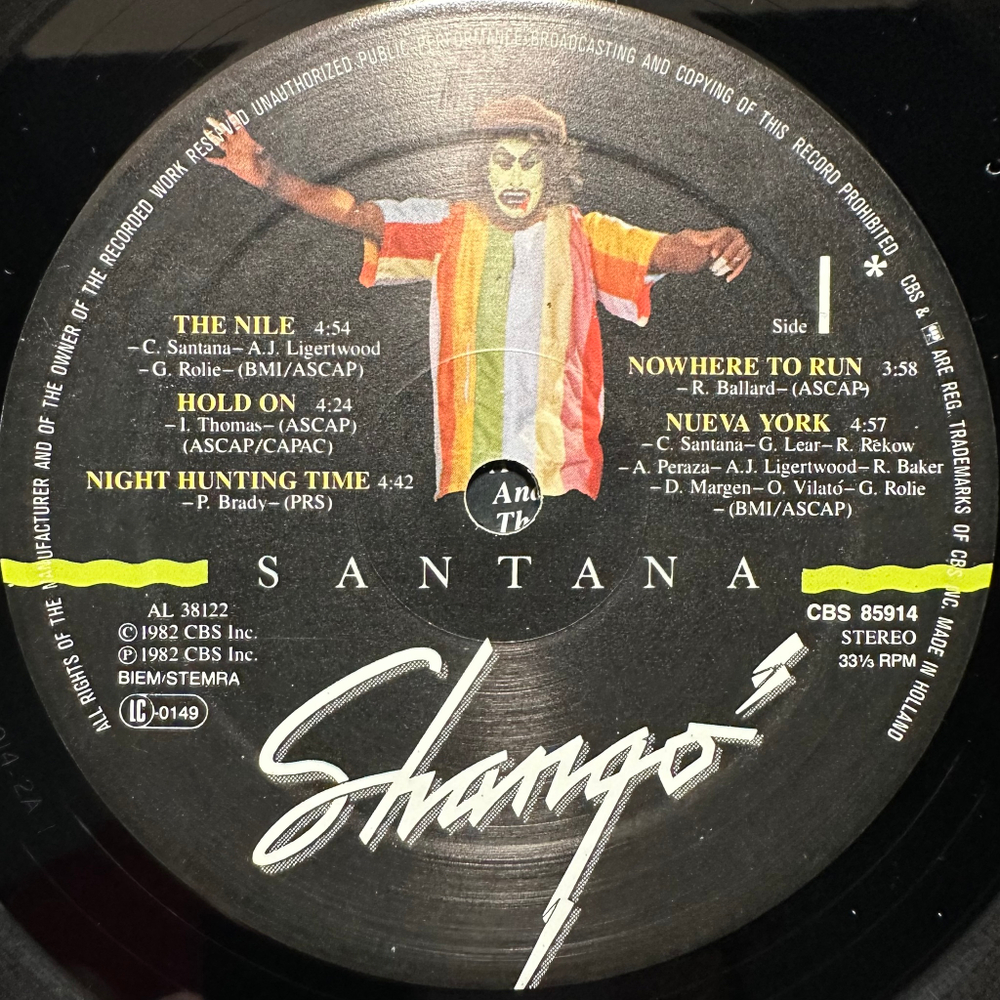 ALL RIGHTS OF THE MANUFACTURER AND OF THE OWNER OF THE RECORDED WORK RESERVED UNAUTHORIZED PUBLIC PERFORMANCE BROADCASTING AND COPYING OF THIS RECORD PROHIBITED
CBS & ARE REG. TRADEMARKS OF CBS INC. MADE IN HOLLAND
Side 1 *
THE NILE 4:54
–C. Santana–A.J. Ligertwood
–G. Rolie–(BMI/ASCAP)
HOLD ON 4:24
–I. Thomas–(ASCAP)
(ASCAP/CAPAC)
NIGHT HUNTING TIME 4:42
–P. Brady–(PRS)
NOWHERE TO RUN 3:58
–R. Ballard–(ASCAP)
NUEVA YORK 4:57
–C. Santana–G. Lear–R. Rekow
–A. Peraza–A.J. Ligertwood–R. Baker
–D. Margen–O. Vilató–G. Rolie
–(BMI/ASCAP)
And
SANTANA
AL 38122
©1982 CBS Inc.
℗1982 CBS Inc.
BIEM/STEMRA
LC-0149
CBS 85914
STEREO
33⅓ RPM
Shangó